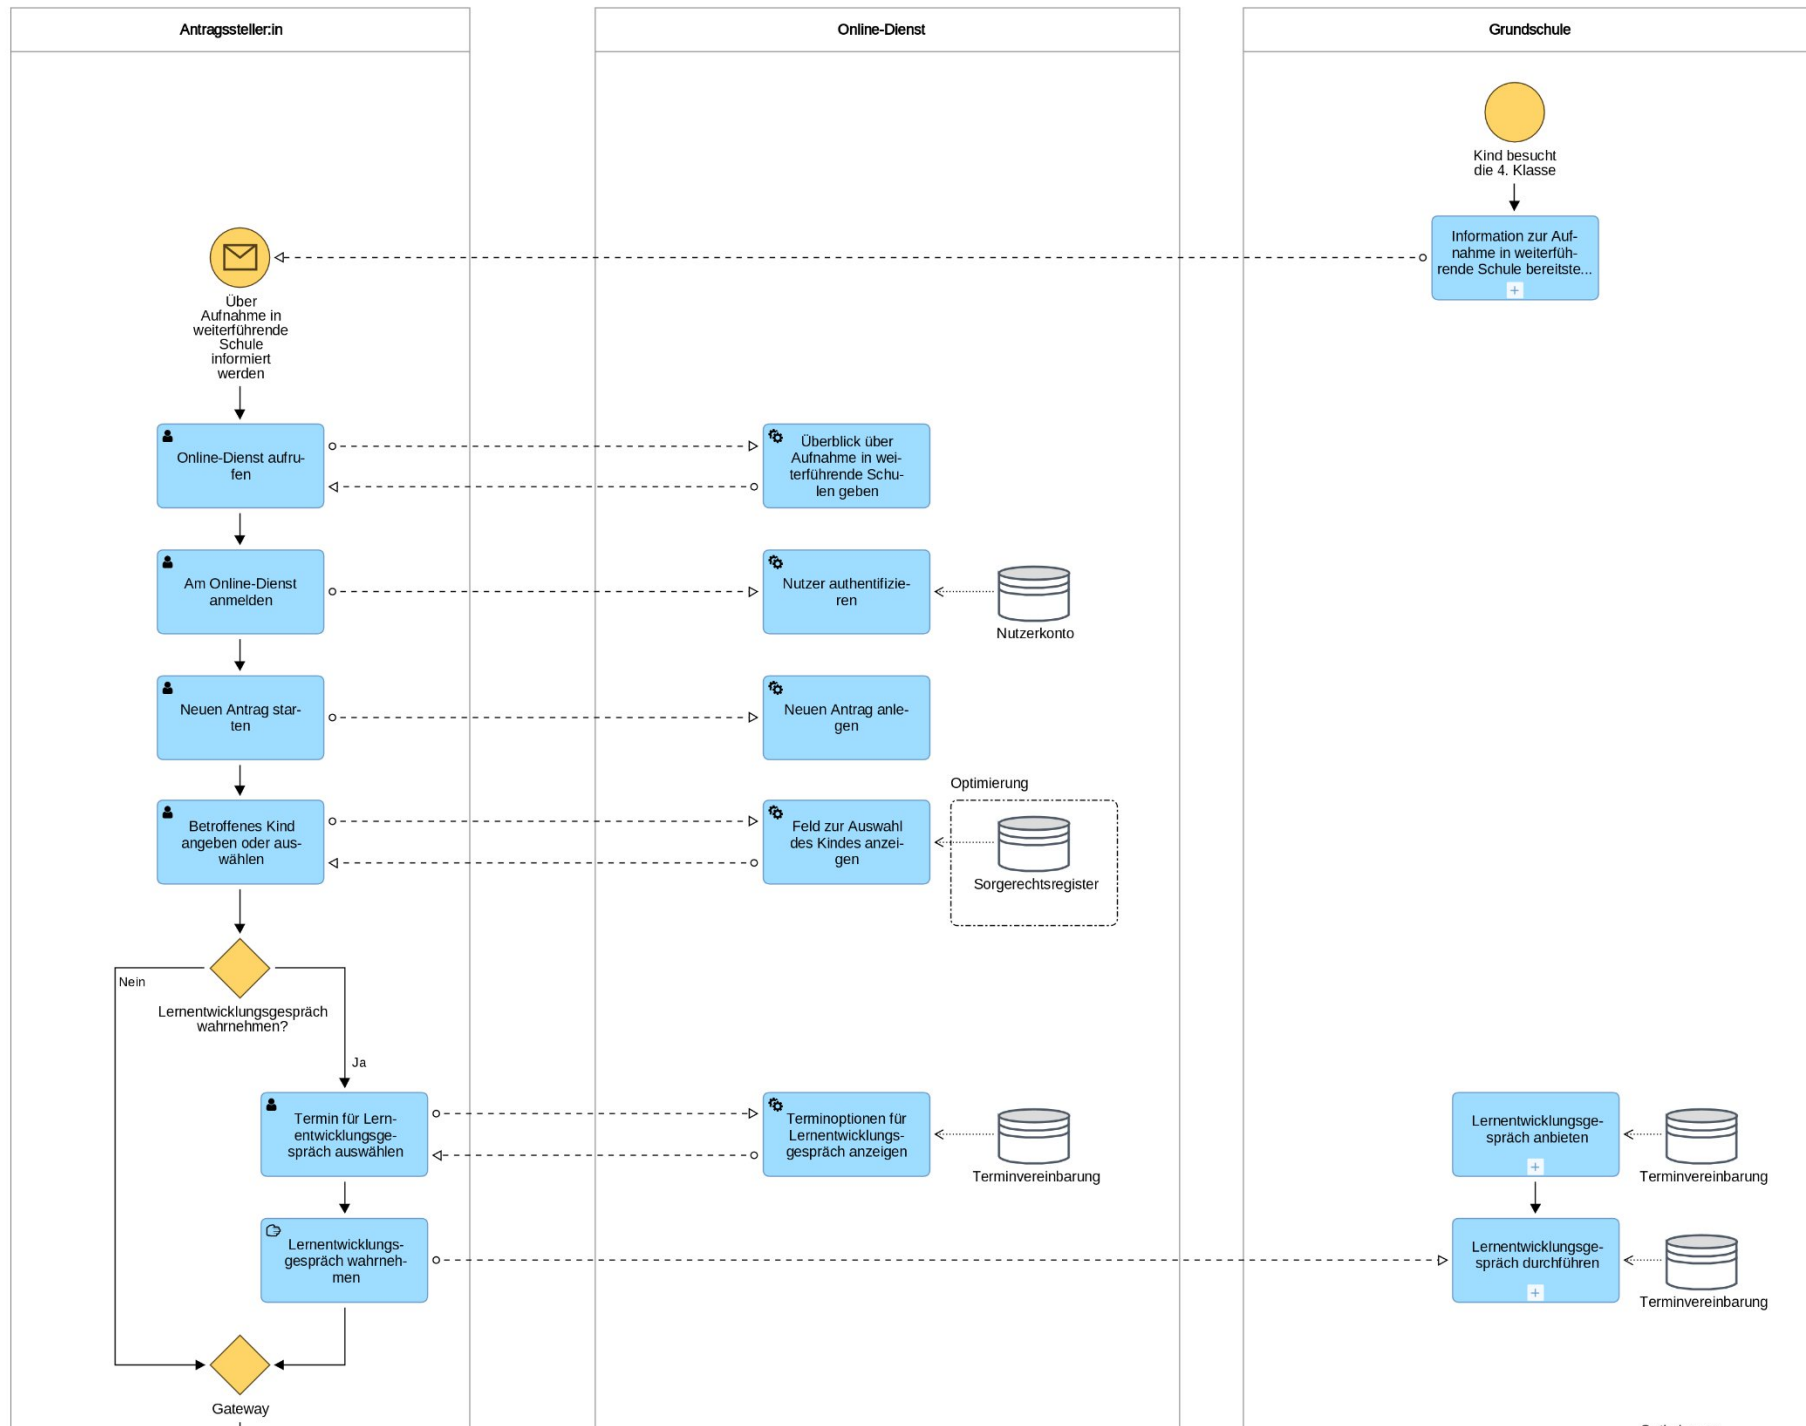 Antragssteller:in
Online-Dienst
Grundschule
Kind besucht
die 4. Klasse
Information zur Auf-
nahme in weiterfüh-
rende Schule bereitste...
Über
Aufnahme in
weiterführende
Schule
informiert
werden
Online-Dienst aufru-
fen
Überblick über
Aufnahme in wei-
terführende Schu-
len geben
Am Online-Dienst
anmelden
Nutzer authentifizie-
ren
Nutzerkonto
Neuen Antrag star-
ten
Neuen Antrag anle-
gen
Optimierung
Betroffenes Kind
angeben oder aus-
wählen
Feld zur Auswahl
des Kindes anzei-
gen
Sorgerechtsregister
Nein
Lernentwicklungsgespräch
wahrnehmen?
Ja
Termin für Lern-
entwicklungsge-
spräch auswählen
Terminoptionen für
Lernentwicklungs-
gespräch anzeigen
Terminvereinbarung
Lernentwicklungsge-
spräch anbieten
Terminvereinbarung
Lernentwicklungs-
gespräch wahrneh-
men
Lernentwicklungsge-
spräch durchführen
Terminvereinbarung
Gateway